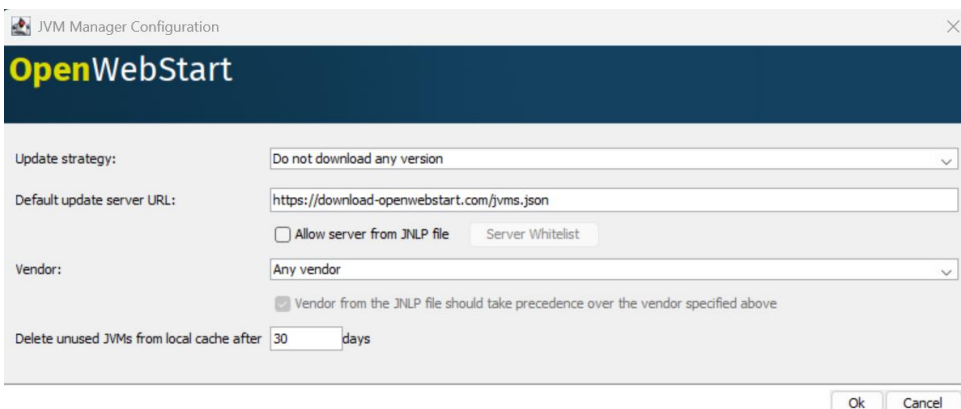 JVM Manager Configuration
OpenWebStart
Update strategy: Do not download any version
Default update server URL: https://download-openwebstart.com/jvms.json
Allow server from JNLP file Server Whitelist
Vendor: Any vendor
Vendor from the JNLP file should take precedence over the vendor specified above
Delete unused JVMs from local cache after 30 days
Ok Cancel